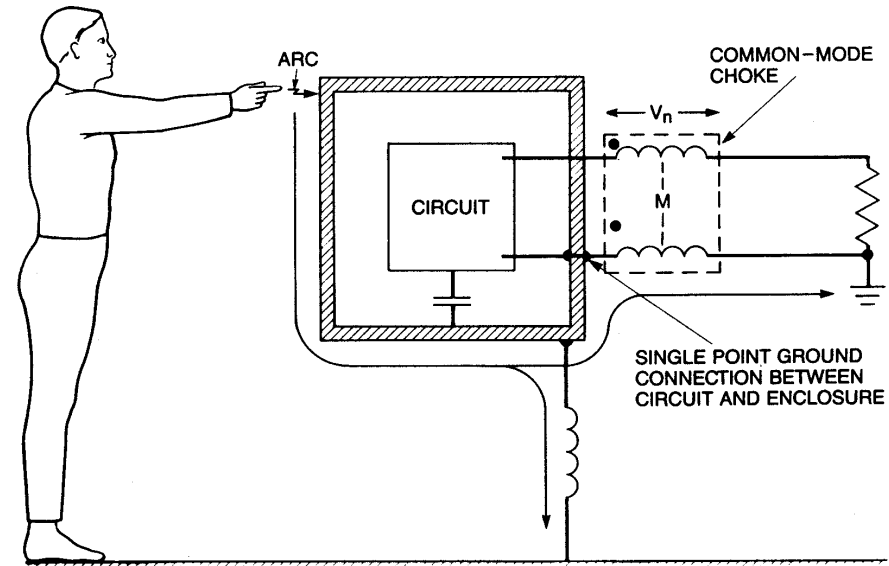 ARC
COMMON-MODE
CHOKE
Vn
M
CIRCUIT
SINGLE POINT GROUND
CONNECTION BETWEEN
CIRCUIT AND ENCLOSURE